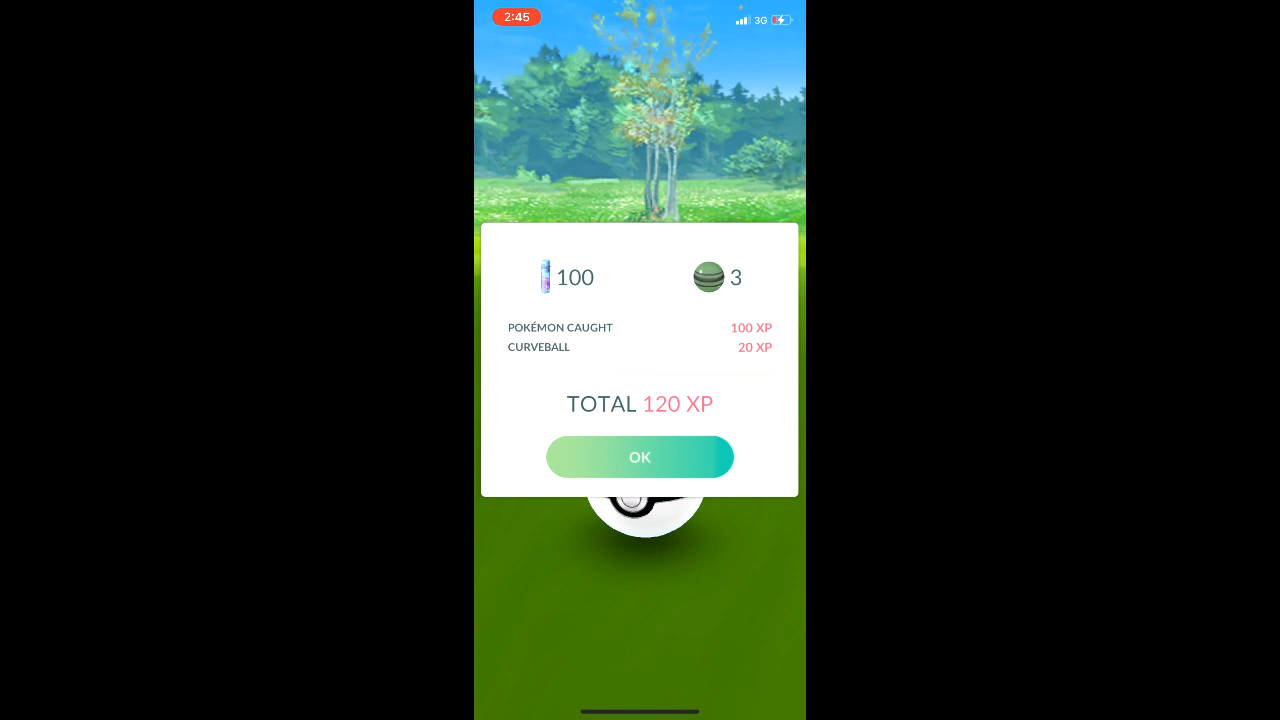 2:45
3G
100
3
POKÉMON CAUGHT 100 XP
CURVEBALL 20 XP
TOTAL 120 XP
OK